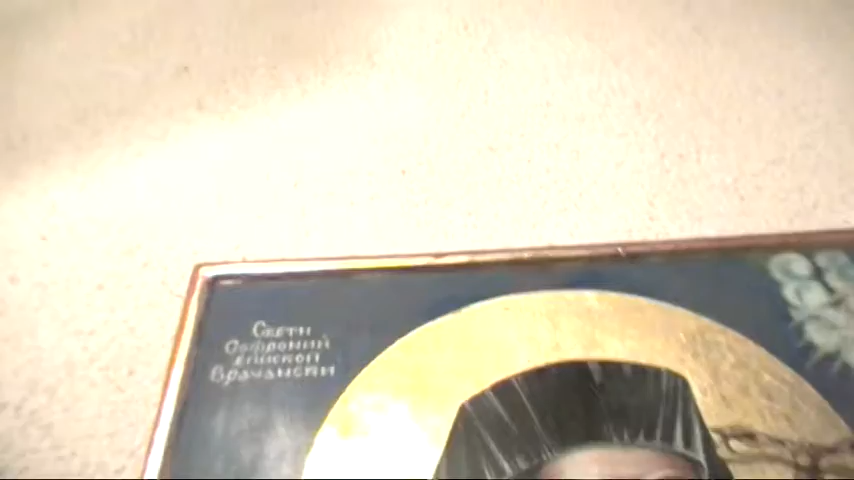 Свети
Софроний
епископ
Врачански